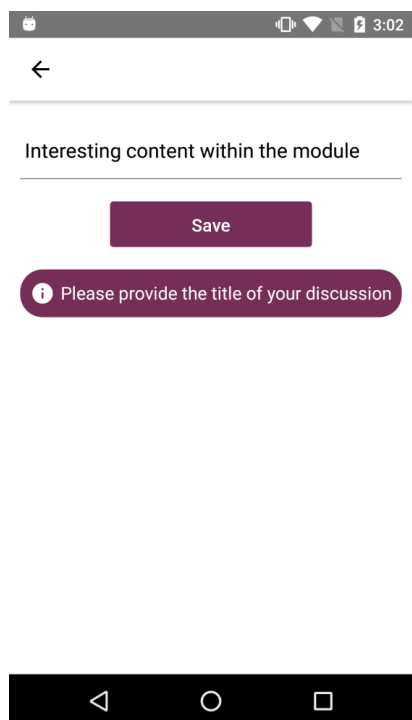 3:02
Interesting content within the module
Save
Please provide the title of your discussion